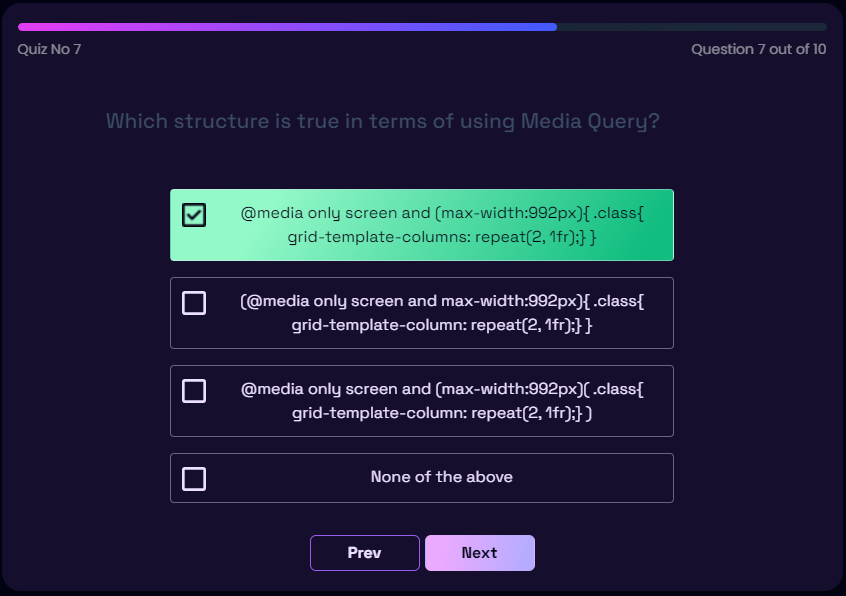 Quiz No 7
Question 7 out of 10
Which structure is true in terms of using Media Query?
@media only screen and (max-width:992px){ .class{
grid-template-columns: repeat(2, 1fr);} }
(@media only screen and max-width:992px){ .class{
grid-template-column: repeat(2, 1fr);} }
@media only screen and (max-width:992px)( .class{
grid-template-column: repeat(2, 1fr);} )
None of the above
Prev
Next